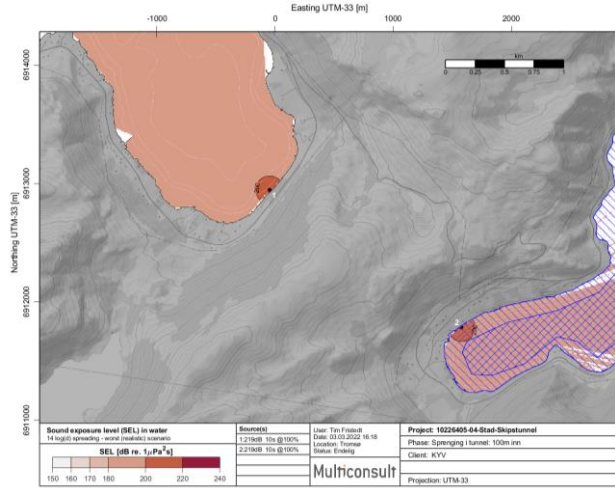 Easting UTM-33 [m]
-1000 0 1000 2000
6914000
6913000
6912000
6911000
Northing UTM-33 [m]
km
0 0.25 0.5 0.75 1
1
2
Sound exposure level (SEL) in water
14 log(d) spreading - worst (realistic) scenario
SEL [dB re. 1μPa²s]
150 160 170 180 200 220 240
Source(s)
1:219dB 10s @100%
2:219dB 10s @100%
User: Tim Fristedt
Date: 03.03.2022 16:18
Location: Tromsø
Status: Endelig
Multiconsult
Project: 10226405-04-Stad-Skipstunnel
Phase: Sprenging i tunnel: 100m inn
Client: KYV
Projection: UTM-33